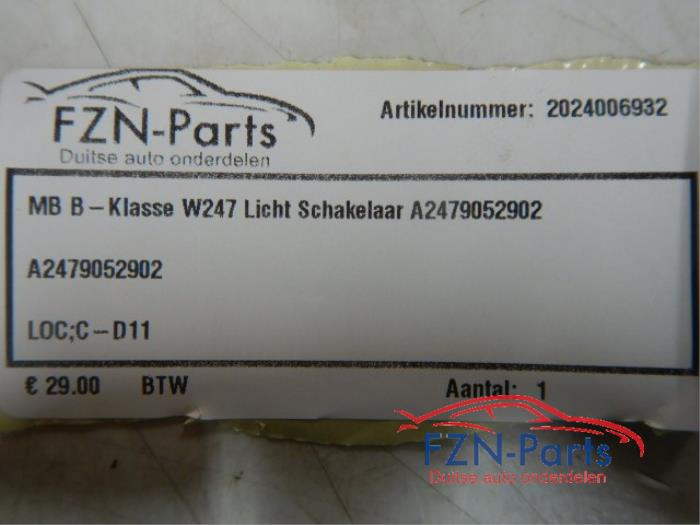 FZN-Parts
Duitse auto onderdelen
Artikelnummer: 2024006932
MB B-Klasse W247 Licht Schakelaar A2479052902
A2479052902
LOC;C-D11
€ 29.00 BTW Aantal: 1
FZN-Parts
Duitse auto onderdelen